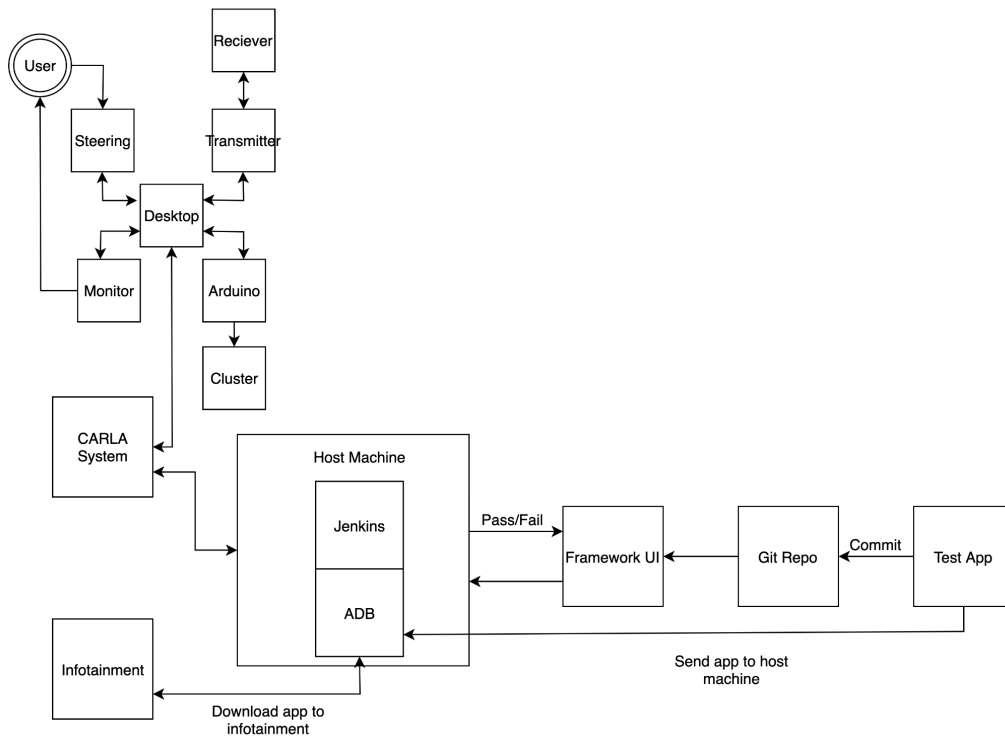 Reciever
User
Steering
Transmitter
Desktop
Monitor
Arduino
Cluster
CARLA
System
Host Machine
Jenkins
Pass/Fail
Framework UI
Git Repo
Commit
Test App
ADB
Infotainment
Send app to host
machine
Download app to
infotainment